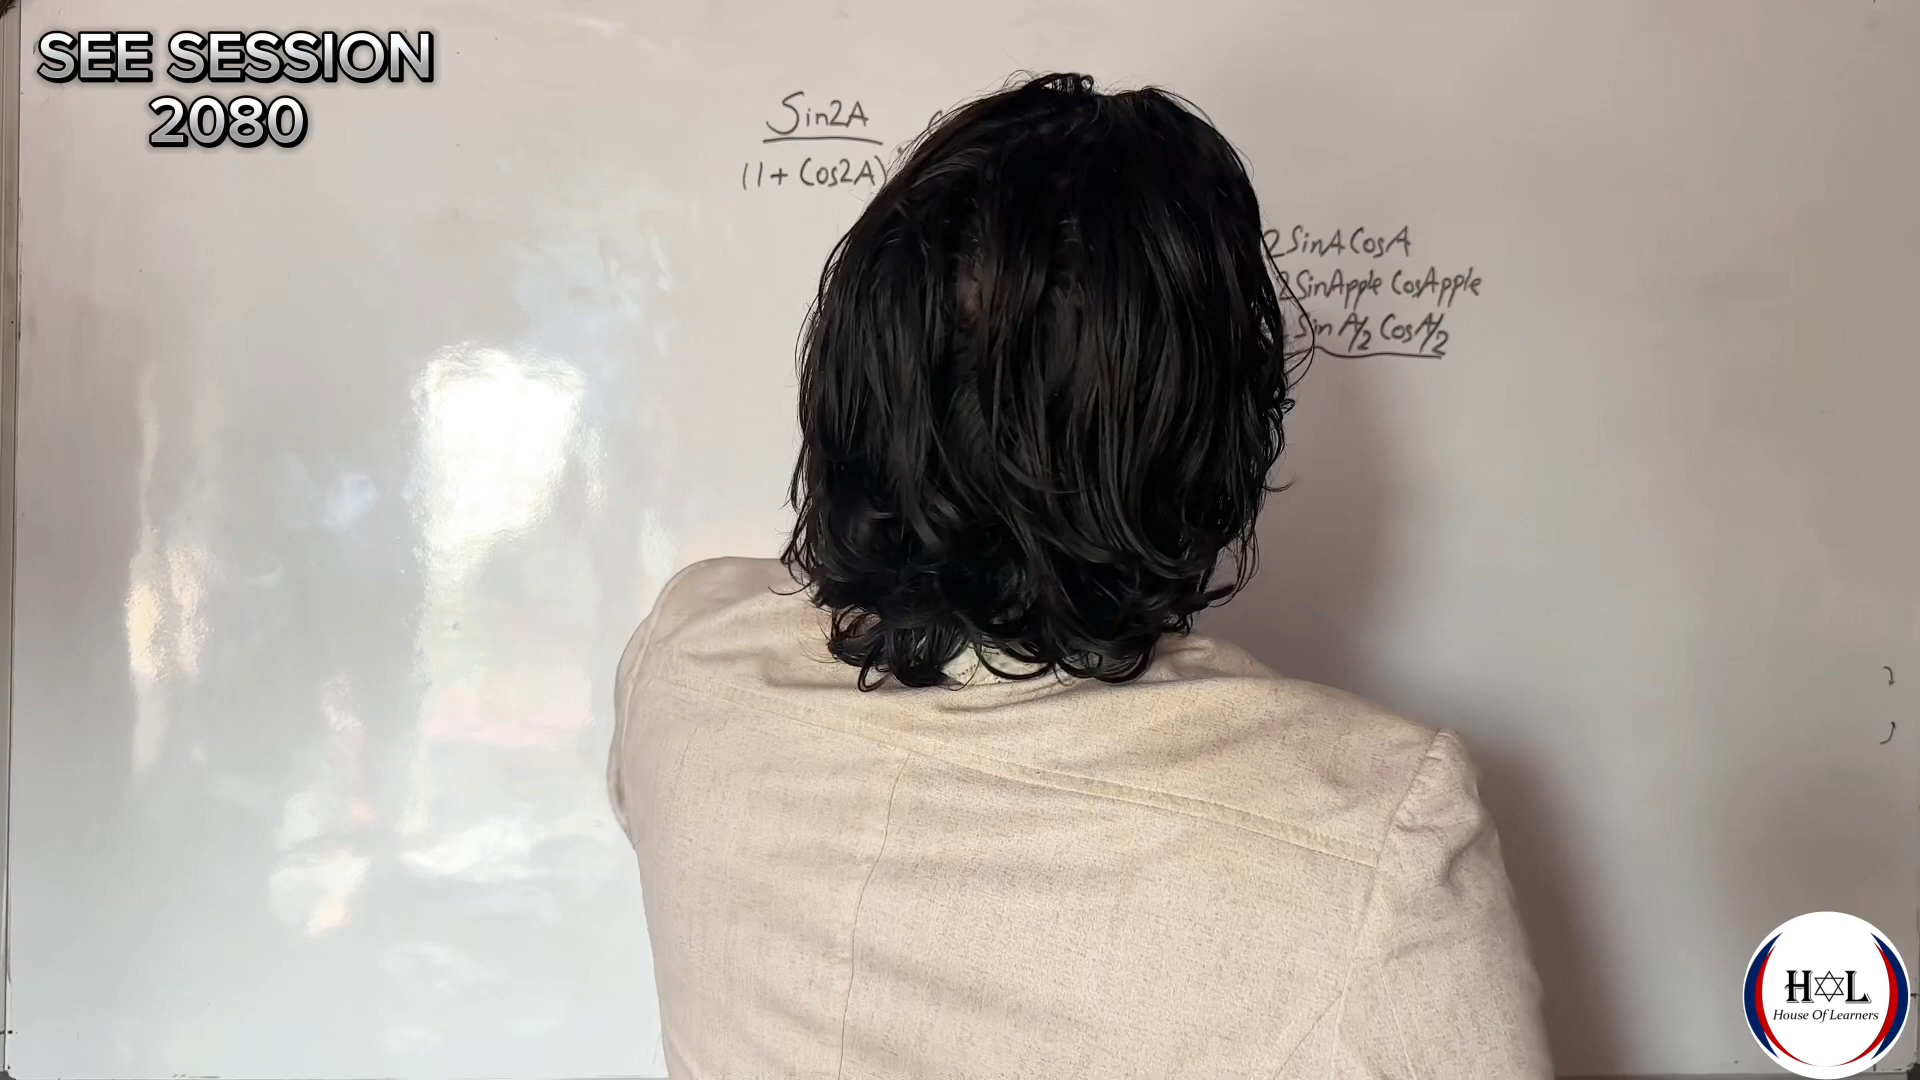 SEE SESSION
2080
Sin2A
(1 + Cos2A)
2 SinA CosA
2 SinApple CosApple
Sin A/2 Cos A/2
H L
House Of Learners